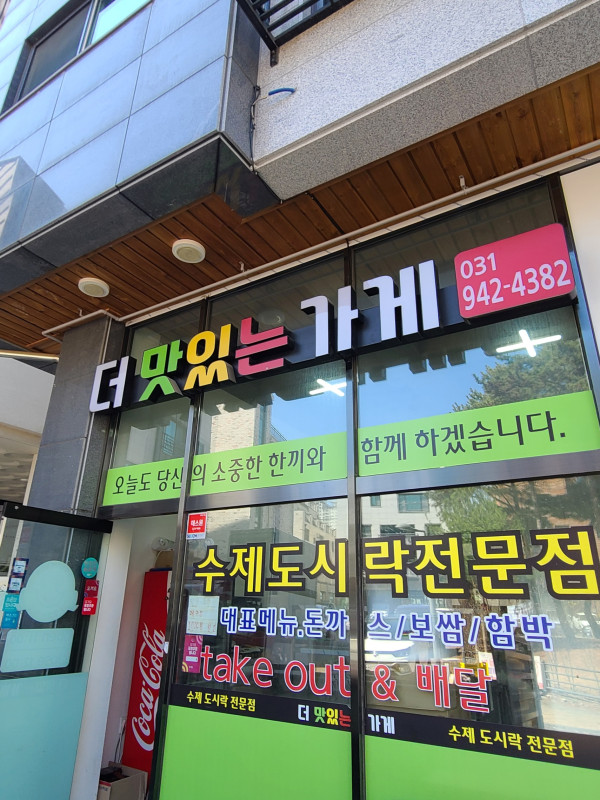 031
942-4382
더 맛있는 가게
오늘도 당신의 소중한 한끼와 함께 하겠습니다.
수제도시락전문점
대표메뉴.돈까스/보쌈/함박
take out & 배달
수제 도시락 전문점 더 맛있는 가게 수제 도시락 전문점
Coca-Cola